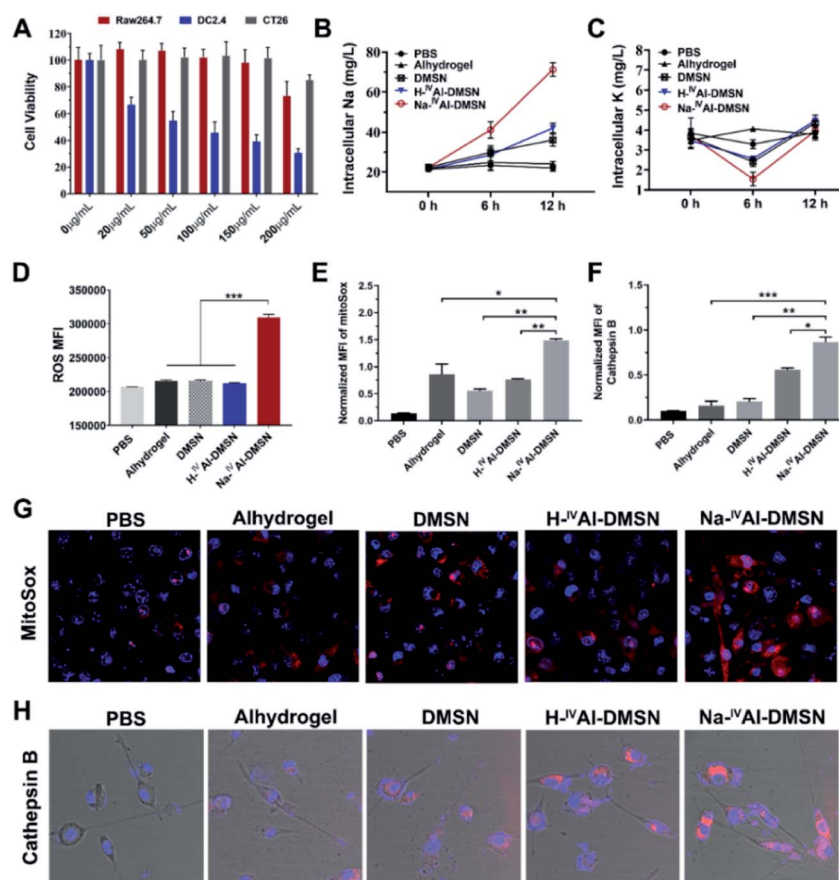 A
Raw264.7 DC2.4 CT26
Cell Viability
120
100
80
60
40
20
0
0μg/mL 20μg/mL 50μg/mL 100μg/mL 150μg/mL 200μg/mL
B
Intracellular Na (mg/L)
80
60
40
20
PBS
Alhydrogel
DMSN
H-ᴵⱽAl-DMSN
Na-ᴵⱽAl-DMSN
0 h 6 h 12 h
C
Intracellular K (mg/L)
9
8
7
6
5
4
3
2
1
PBS
Alhydrogel
DMSN
H-ᴵⱽAl-DMSN
Na-ᴵⱽAl-DMSN
0 h 6 h 12 h
D
ROS MFI
350000
300000
250000
200000
150000
***
PBS Alhydrogel DMSN H-ᴵⱽAl-DMSN Na-ᴵⱽAl-DMSN
E
Normalized MFI of mitoSox
2.5
2.0
1.5
1.0
0.5
0.0
*
**
**
PBS Alhydrogel DMSN H-ᴵⱽAl-DMSN Na-ᴵⱽAl-DMSN
F
Normalized MFI of
Cathepsin B
1.5
1.0
0.5
0.0
***
**
*
PBS Alhydrogel DMSN H-ᴵⱽAl-DMSN Na-ᴵⱽAl-DMSN
G
PBS Alhydrogel DMSN H-ᴵⱽAl-DMSN Na-ᴵⱽAl-DMSN
MitoSox
H
PBS Alhydrogel DMSN H-ᴵⱽAl-DMSN Na-ᴵⱽAl-DMSN
Cathepsin B